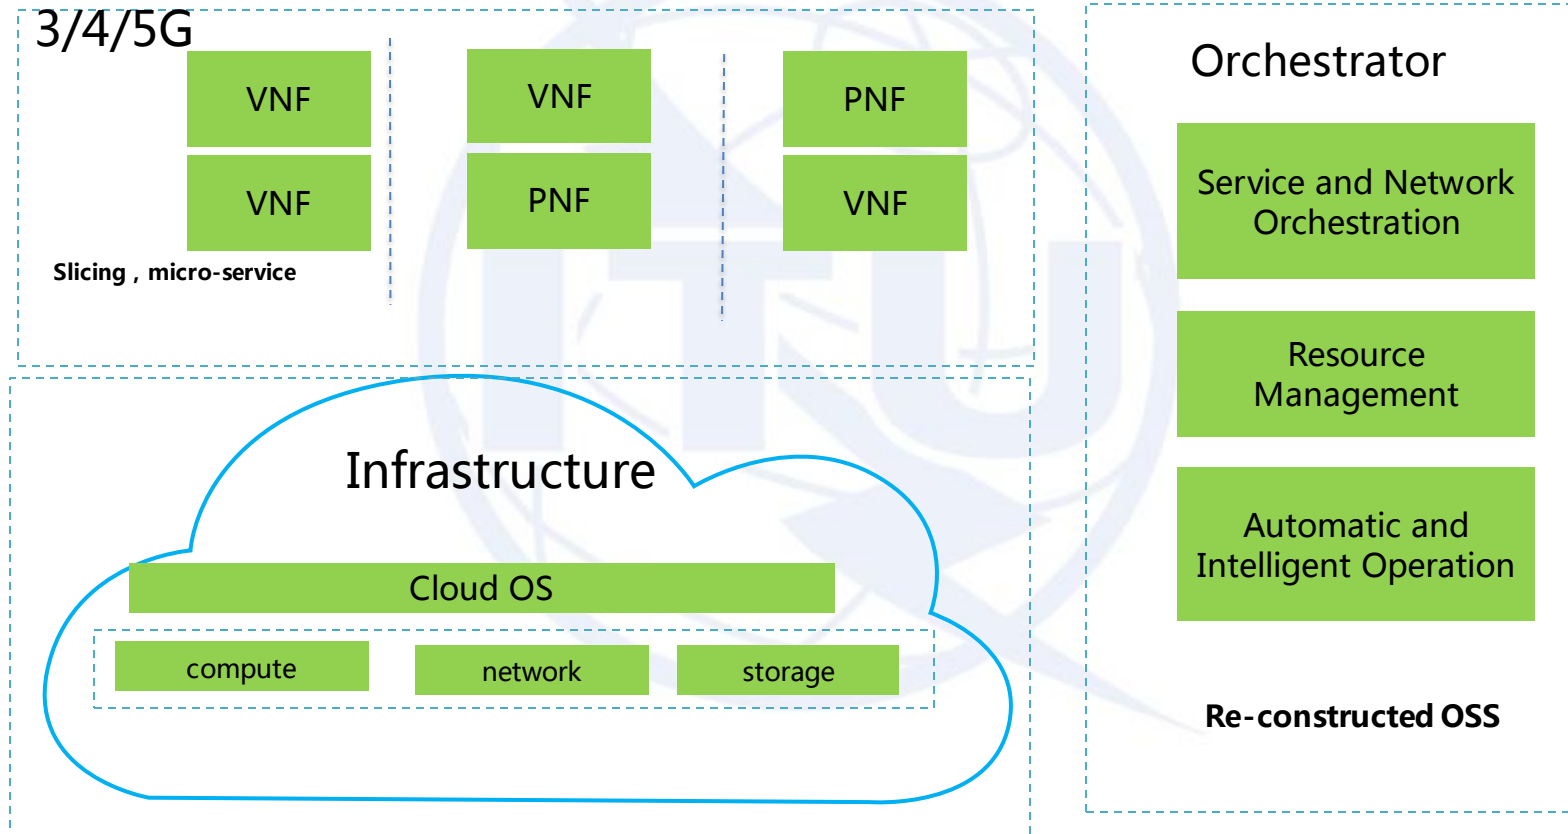 3/4/5G
VNF
VNF
PNF
VNF
PNF
VNF
Slicing , micro-service
Infrastructure
Cloud OS
compute
network
storage
Orchestrator
Service and Network
Orchestration
Resource
Management
Automatic and
Intelligent Operation
Re-constructed OSS
ITU